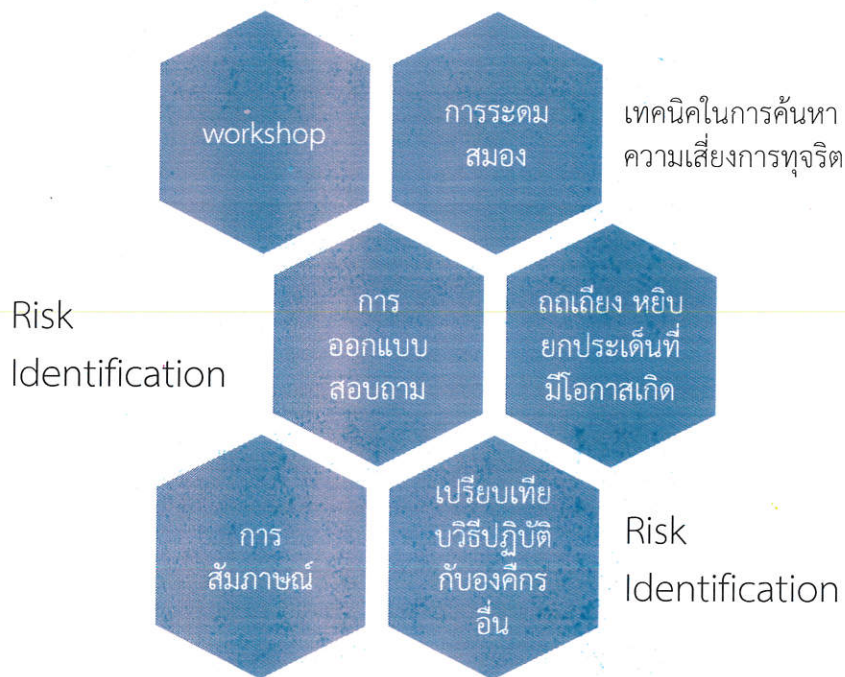 workshop
การระดม
สมอง
เทคนิคในการค้นหา
ความเสี่ยงการทุจริต
Risk
Identification
การ
ออกแบบ
สอบถาม
ถถเถียง หยิบ
ยกประเด็นที่
มีโอกาสเกิด
การ
สัมภาษณ์
เปรียบเทีย
บวิธีปฏิบัติ
กับองค์กร
อื่น
Risk
Identification